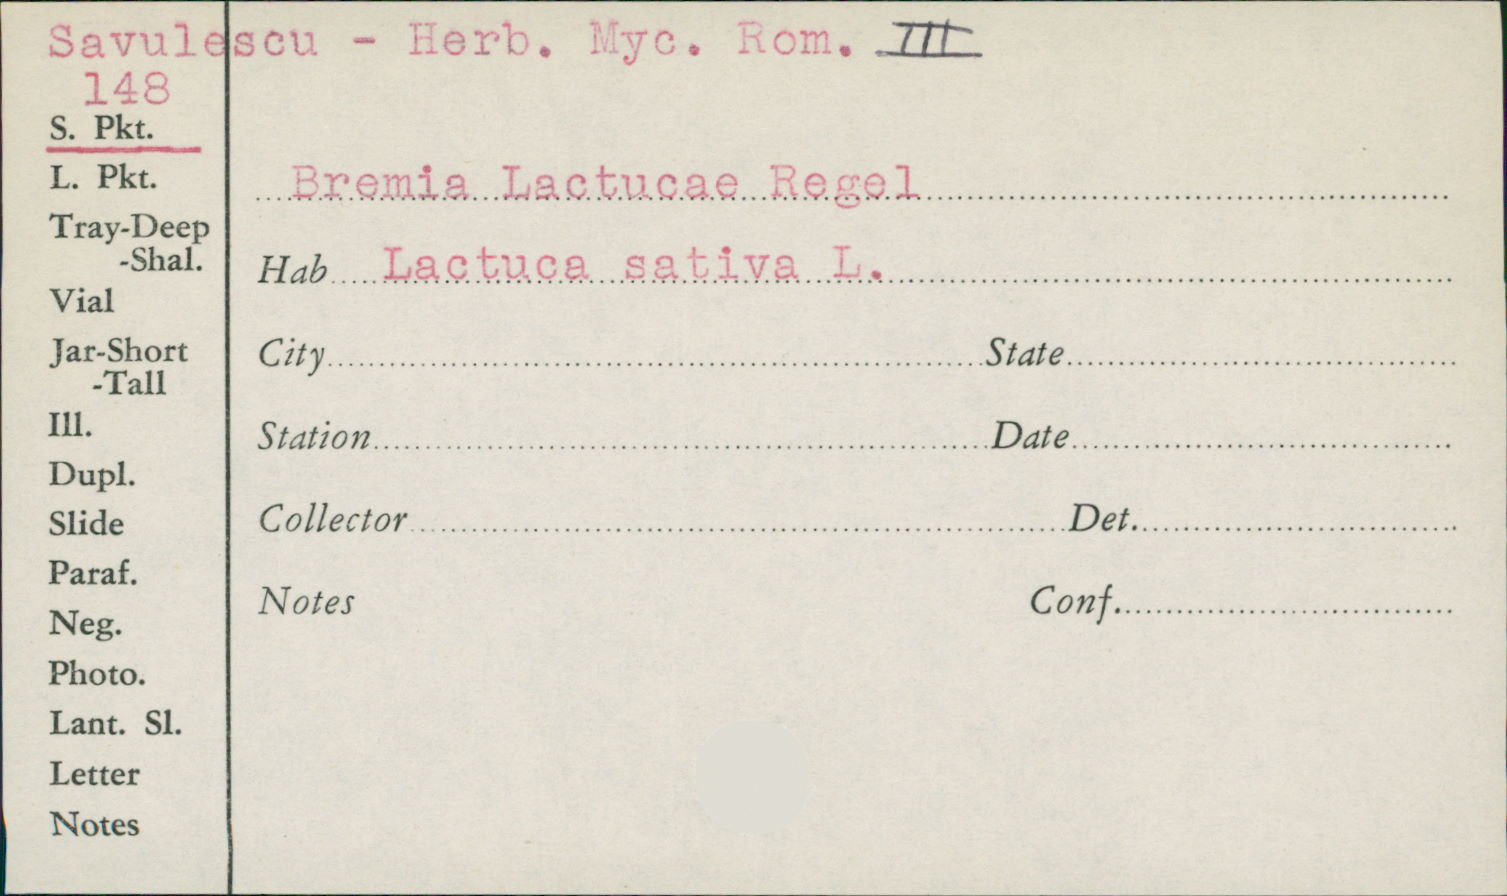 Savulescu - Herb. Myc. Rom. III
148
S. Pkt.
L. Pkt.
Tray-Deep
-Shal.
Vial
Jar-Short
-Tall
Ill.
Dupl.
Slide
Paraf.
Neg.
Photo.
Lant. Sl.
Letter
Notes
Bremia Lactucae Regel
Hab Lactuca sativa L.
City State
Station Date
Collector Det.
Notes Conf.